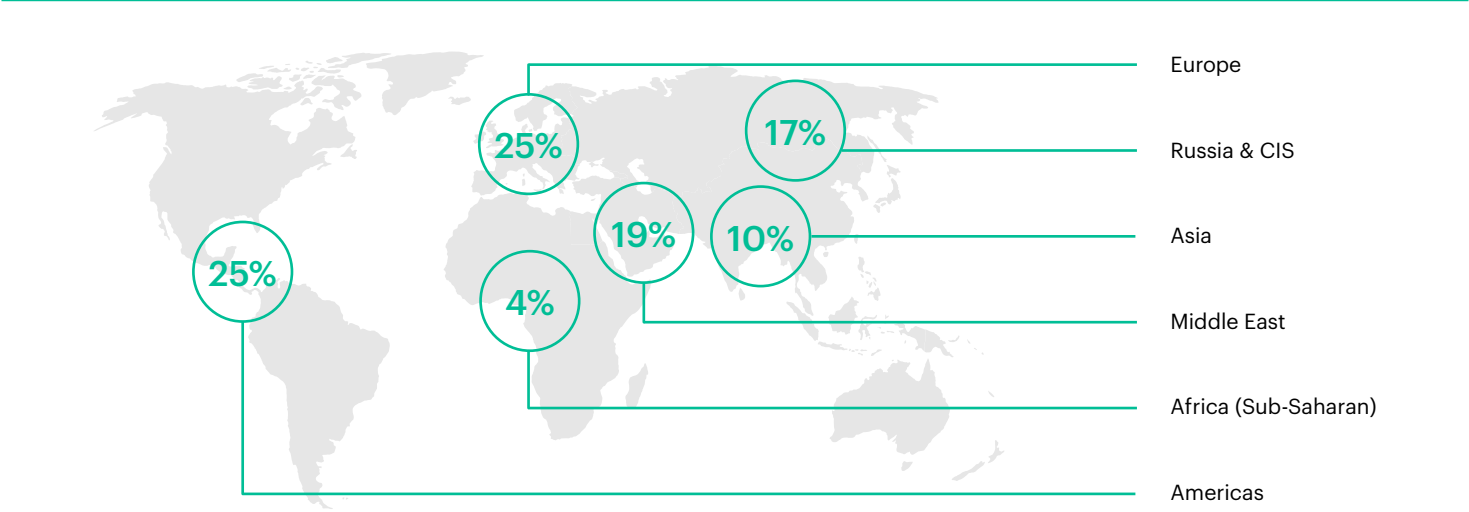 Europe
17%
25%
Russia & CIS
19%
10%
Asia
25%
4%
Middle East
Africa (Sub-Saharan)
Americas